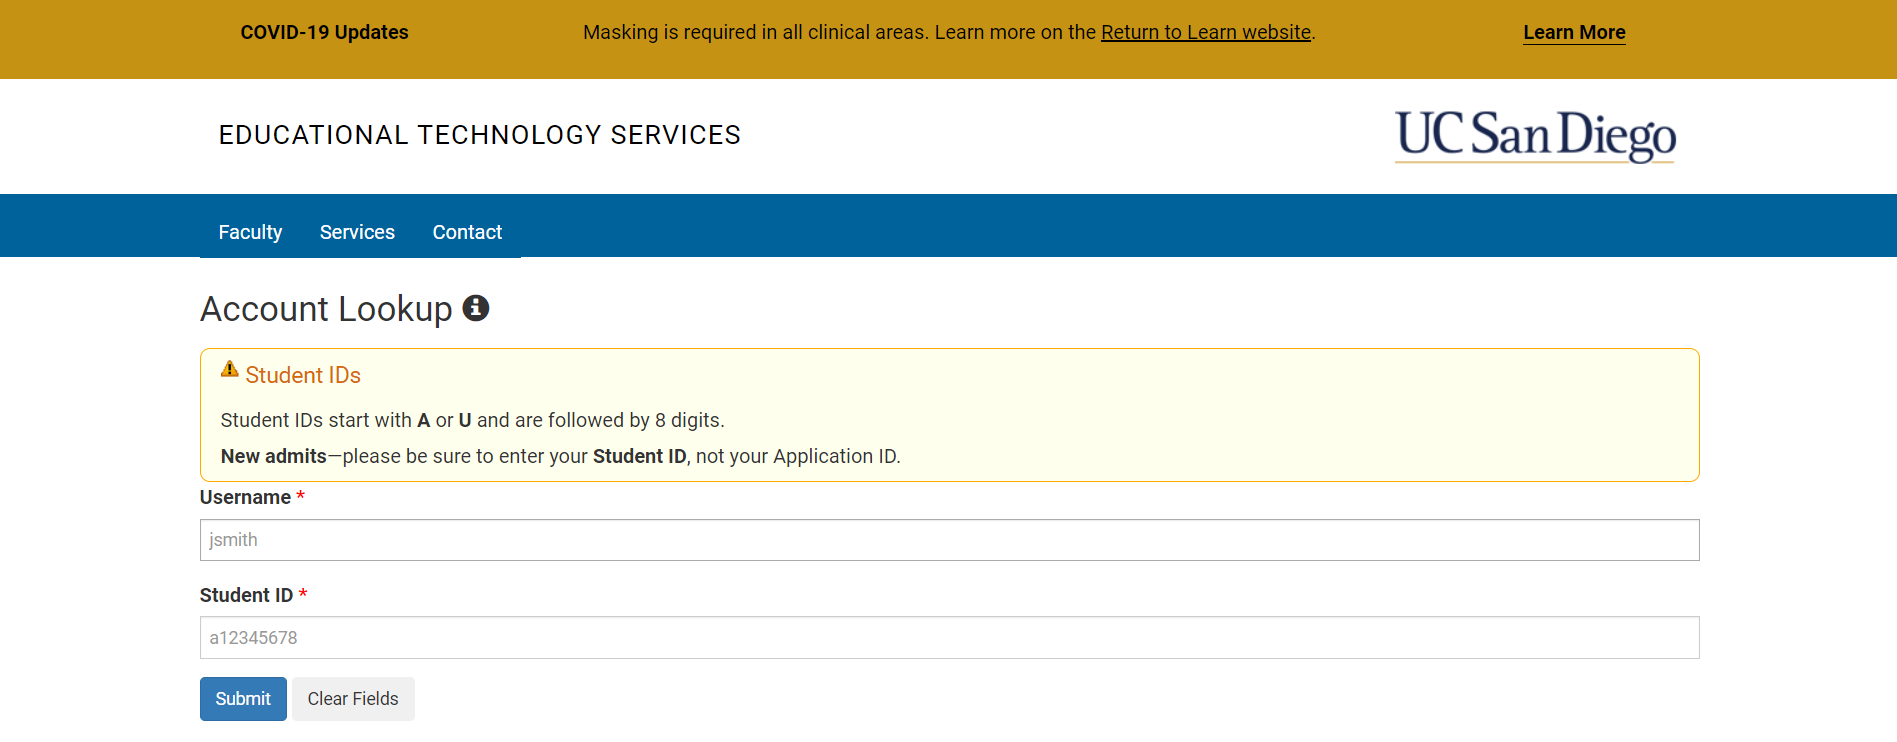 COVID-19 Updates
Masking is required in all clinical areas. Learn more on the Return to Learn website.
Learn More
EDUCATIONAL TECHNOLOGY SERVICES
UC San Diego
Faculty Services Contact
Account Lookup
Student IDs
Student IDs start with A or U and are followed by 8 digits.
New admits—please be sure to enter your Student ID, not your Application ID.
Username *
jsmith
Student ID *
a12345678
Submit Clear Fields